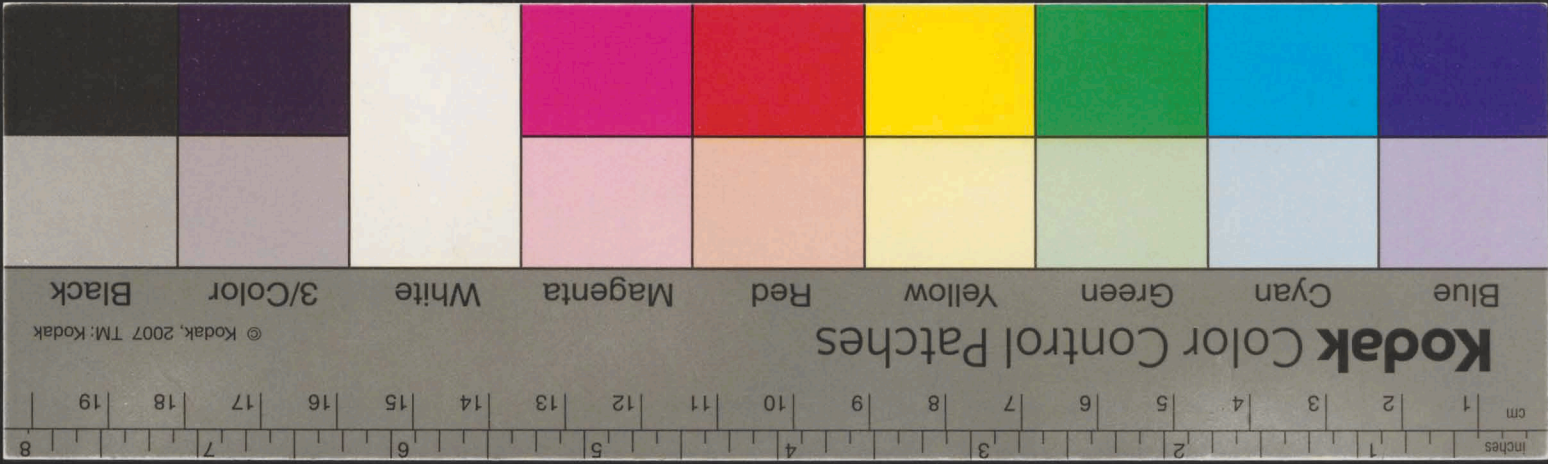 inches 1 2 3 4 5 6 7 8
cm 1 2 3 4 5 6 7 8 9 10 11 12 13 14 15 16 17 18 19
Kodak Color Control Patches
© Kodak, 2007 TM: Kodak
Blue Cyan Green Yellow Red Magenta White 3/Color Black